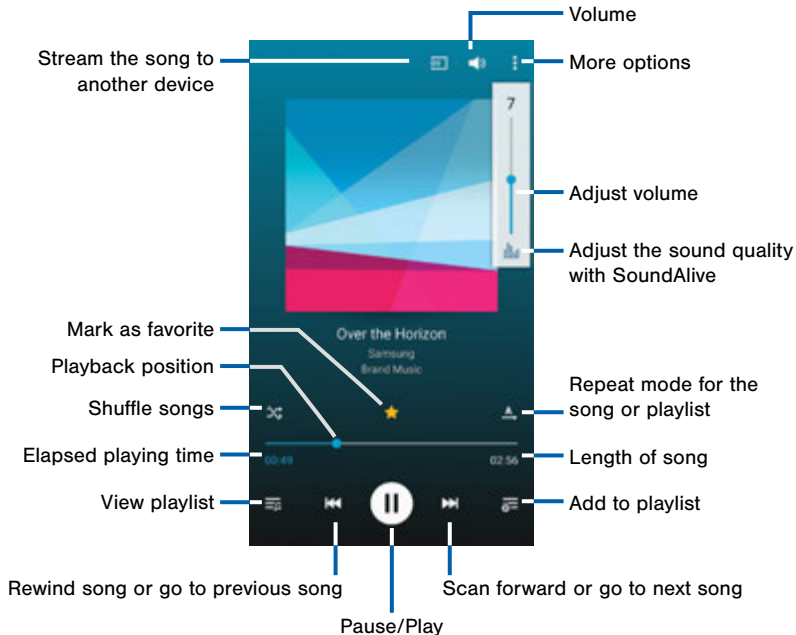 Volume
Stream the song to
another device
More options
7
Adjust volume
Adjust the sound quality
with SoundAlive
Mark as favorite
Over the Horizon
Samsung
Brand Music
Playback position
Repeat mode for the
song or playlist
Shuffle songs
A
Elapsed playing time
00:49
02:56
Length of song
View playlist
Add to playlist
Rewind song or go to previous song
Scan forward or go to next song
Pause/Play